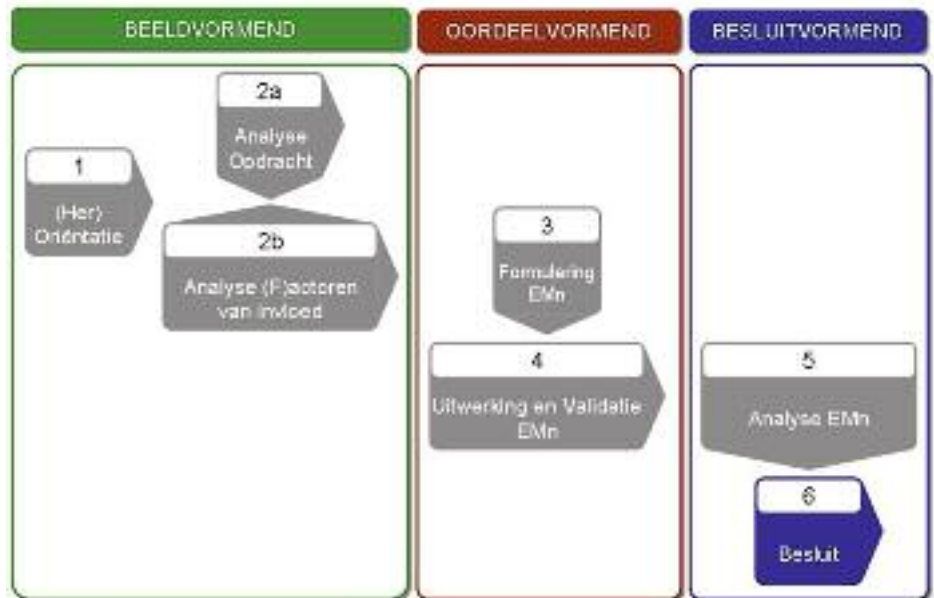 BEELDVORMEND
OORDEELVORMEND
BESLUITVORMEND
1
(Her)
Oriëntatie
2a
Analyse
Opdracht
2b
Analyse (F)actoren
van invloed
3
Formulering
EMn
4
Uitwerking en Validatie
EMn
5
Analyse EMn
6
Besluit